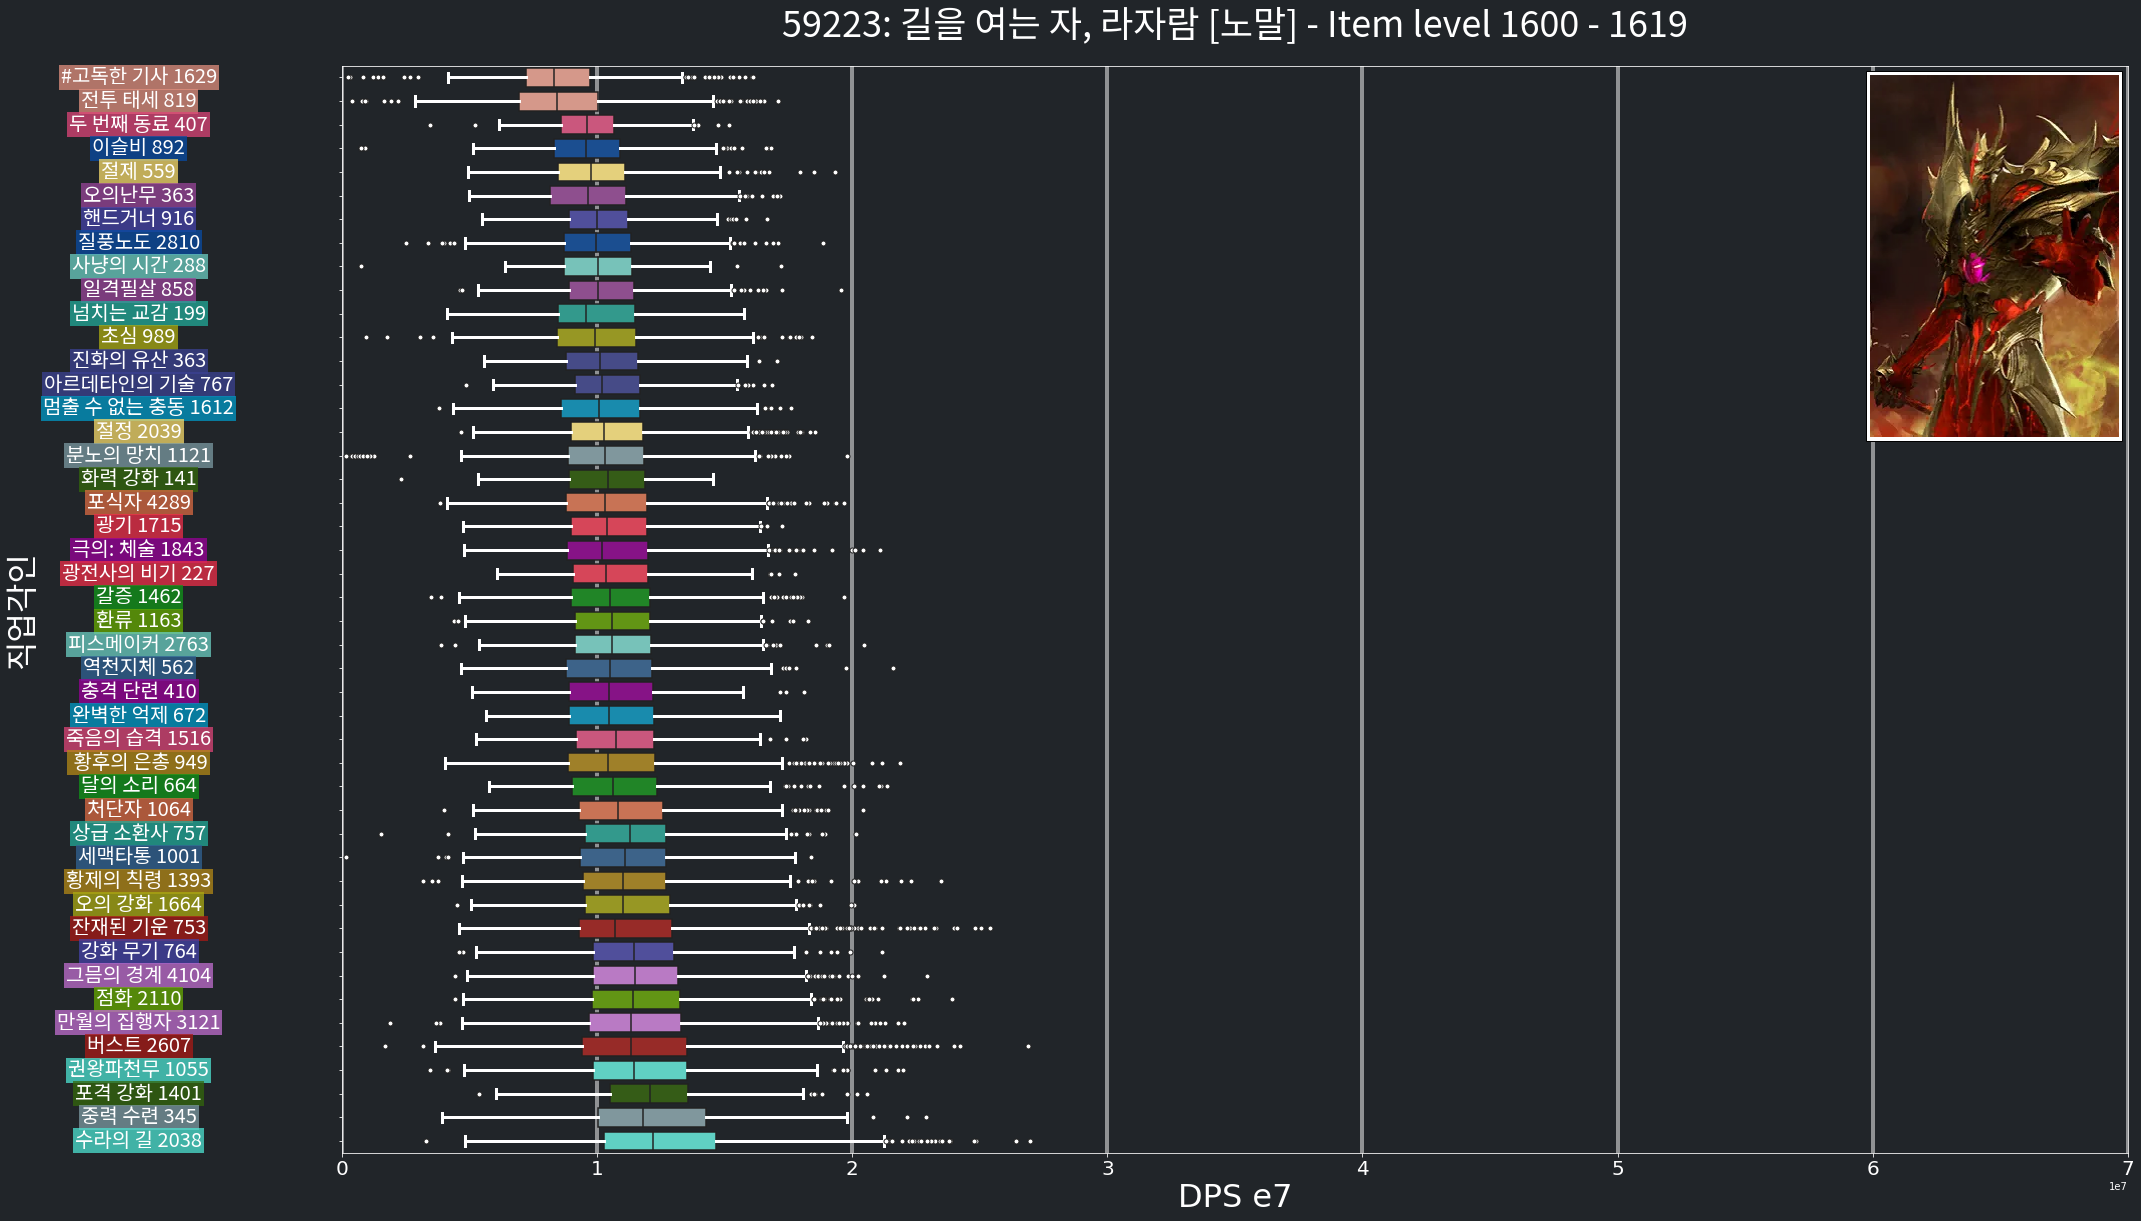 59223: 길을 여는 자, 라자람 [노말] - Item level 1600 - 1619
직업각인
#고독한 기사 1629
전투 태세 819
두 번째 동료 407
이슬비 892
절제 559
오의난무 363
핸드거너 916
질풍노도 2810
사냥의 시간 288
일격필살 858
넘치는 교감 199
초심 989
진화의 유산 363
아르데타인의 기술 767
멈출 수 없는 충동 1612
절정 2039
분노의 망치 1121
화력 강화 141
포식자 4289
광기 1715
극의: 체술 1843
광전사의 비기 227
갈증 1462
환류 1163
피스메이커 2763
역천지체 562
충격 단련 410
완벽한 억제 672
죽음의 습격 1516
황후의 은총 949
달의 소리 664
처단자 1064
상급 소환사 757
세맥타통 1001
황제의 칙령 1393
오의 강화 1664
잔재된 기운 753
강화 무기 764
그믐의 경계 4104
점화 2110
만월의 집행자 3121
버스트 2607
권왕파천무 1055
포격 강화 1401
중력 수련 345
수라의 길 2038
0 1 2 3 4 5 6 7
1e7
DPS e7